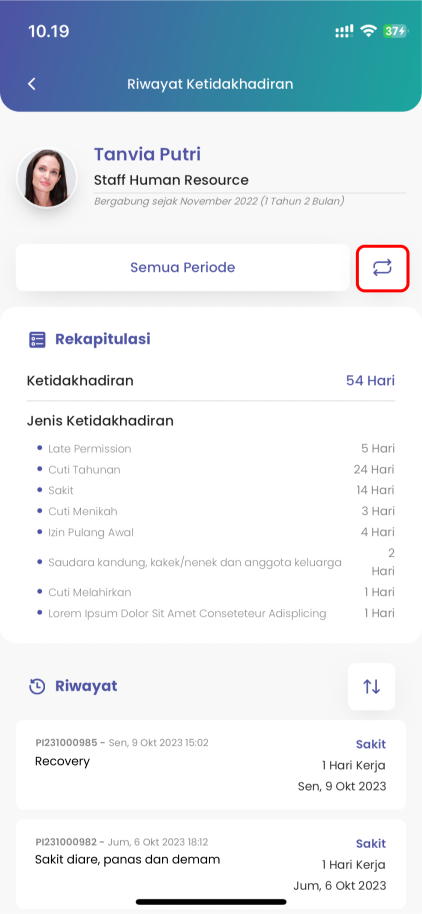 10.19
37
Riwayat Ketidakhadiran
Tanvia Putri
Staff Human Resource
Bergabung sejak November 2022 (1 Tahun 2 Bulan)
Semua Periode
Rekapitulasi
Ketidakhadiran 54 Hari
Jenis Ketidakhadiran
Late Permission 5 Hari
Cuti Tahunan 24 Hari
Sakit 14 Hari
Cuti Menikah 3 Hari
Izin Pulang Awal 4 Hari
Saudara kandung, kakek/nenek dan anggota keluarga 2
Hari
Cuti Melahirkan 1 Hari
Lorem Ipsum Dolor Sit Amet Conseteteur Adisplicing 1 Hari
Riwayat
PI231000985 - Sen, 9 Okt 2023 15:02 Sakit
Recovery 1 Hari Kerja
Sen, 9 Okt 2023
PI231000982 - Jum, 6 Okt 2023 18:12 Sakit
Sakit diare, panas dan demam 1 Hari Kerja
Jum, 6 Okt 2023